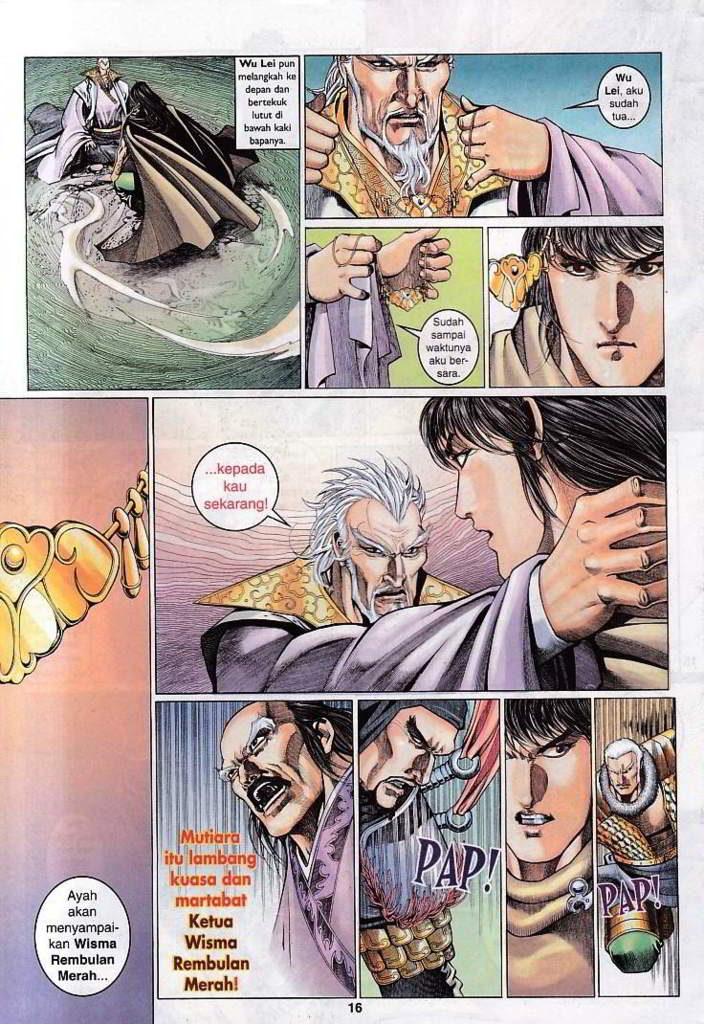 Wu Lei pun
melangkah ke
depan dan
bertekuk
lutut di
bawah kaki
bapanya.
Wu
Lei, aku
sudah
tua...
Sudah
sampai
waktunya
aku ber-
sara.
Ayah
akan
menyampai-
kan Wisma
Rembulan
Merah...
...kepada
kau
sekarang!
Mutiara
itu lambang
kuasa dan
martabat
Ketua
Wisma
Rembulan
Merah!
PAP!
PAP!
16